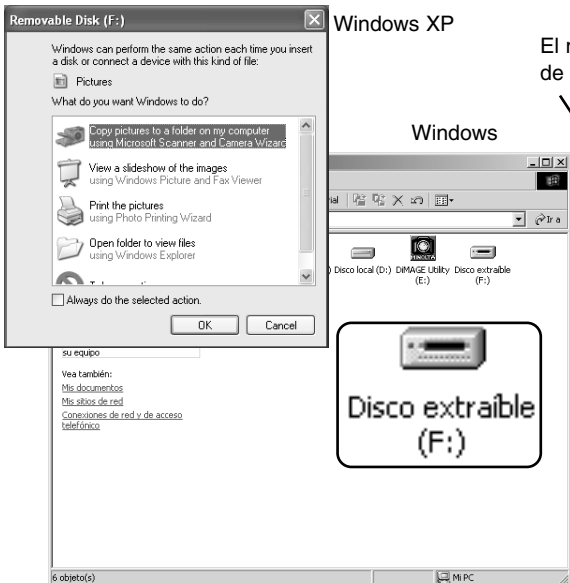 Removable Disk (F:)
Windows can perform the same action each time you insert
a disk or connect a device with this kind of file:
Pictures
What do you want Windows to do?
Copy pictures to a folder on my computer
using Microsoft Scanner and Camera Wizard
View a slideshow of the images
using Windows Picture and Fax Viewer
Print the pictures
using Photo Printing Wizard
Open folder to view files
using Windows Explorer
Always do the selected action.
OK
Cancel
Windows XP
El
de
Windows
Ir a
Disco local (D:)
DiMAGE Utility
(E:)
Disco extraíble
(F:)
MINOLTA
Disco extraíble
(F:)
su equipo
Vea también:
Mis documentos
Mis sitios de red
Conexiones de red y de acceso
telefónico
6 objeto(s)
Mi PC